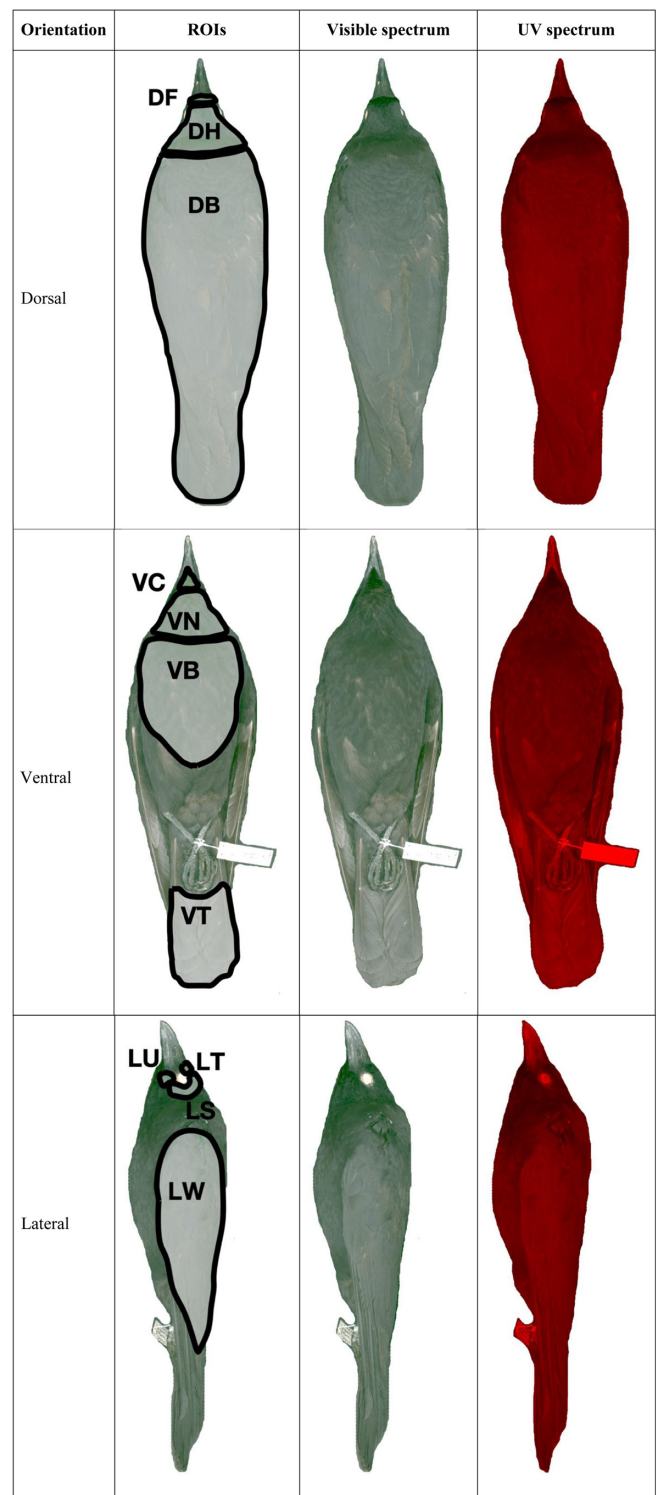 Orientation ROIs Visible spectrum UV spectrum
DF
DH
DB
Dorsal
VC
VN
VB
Ventral
VT
LU LT
LS
LW
Lateral